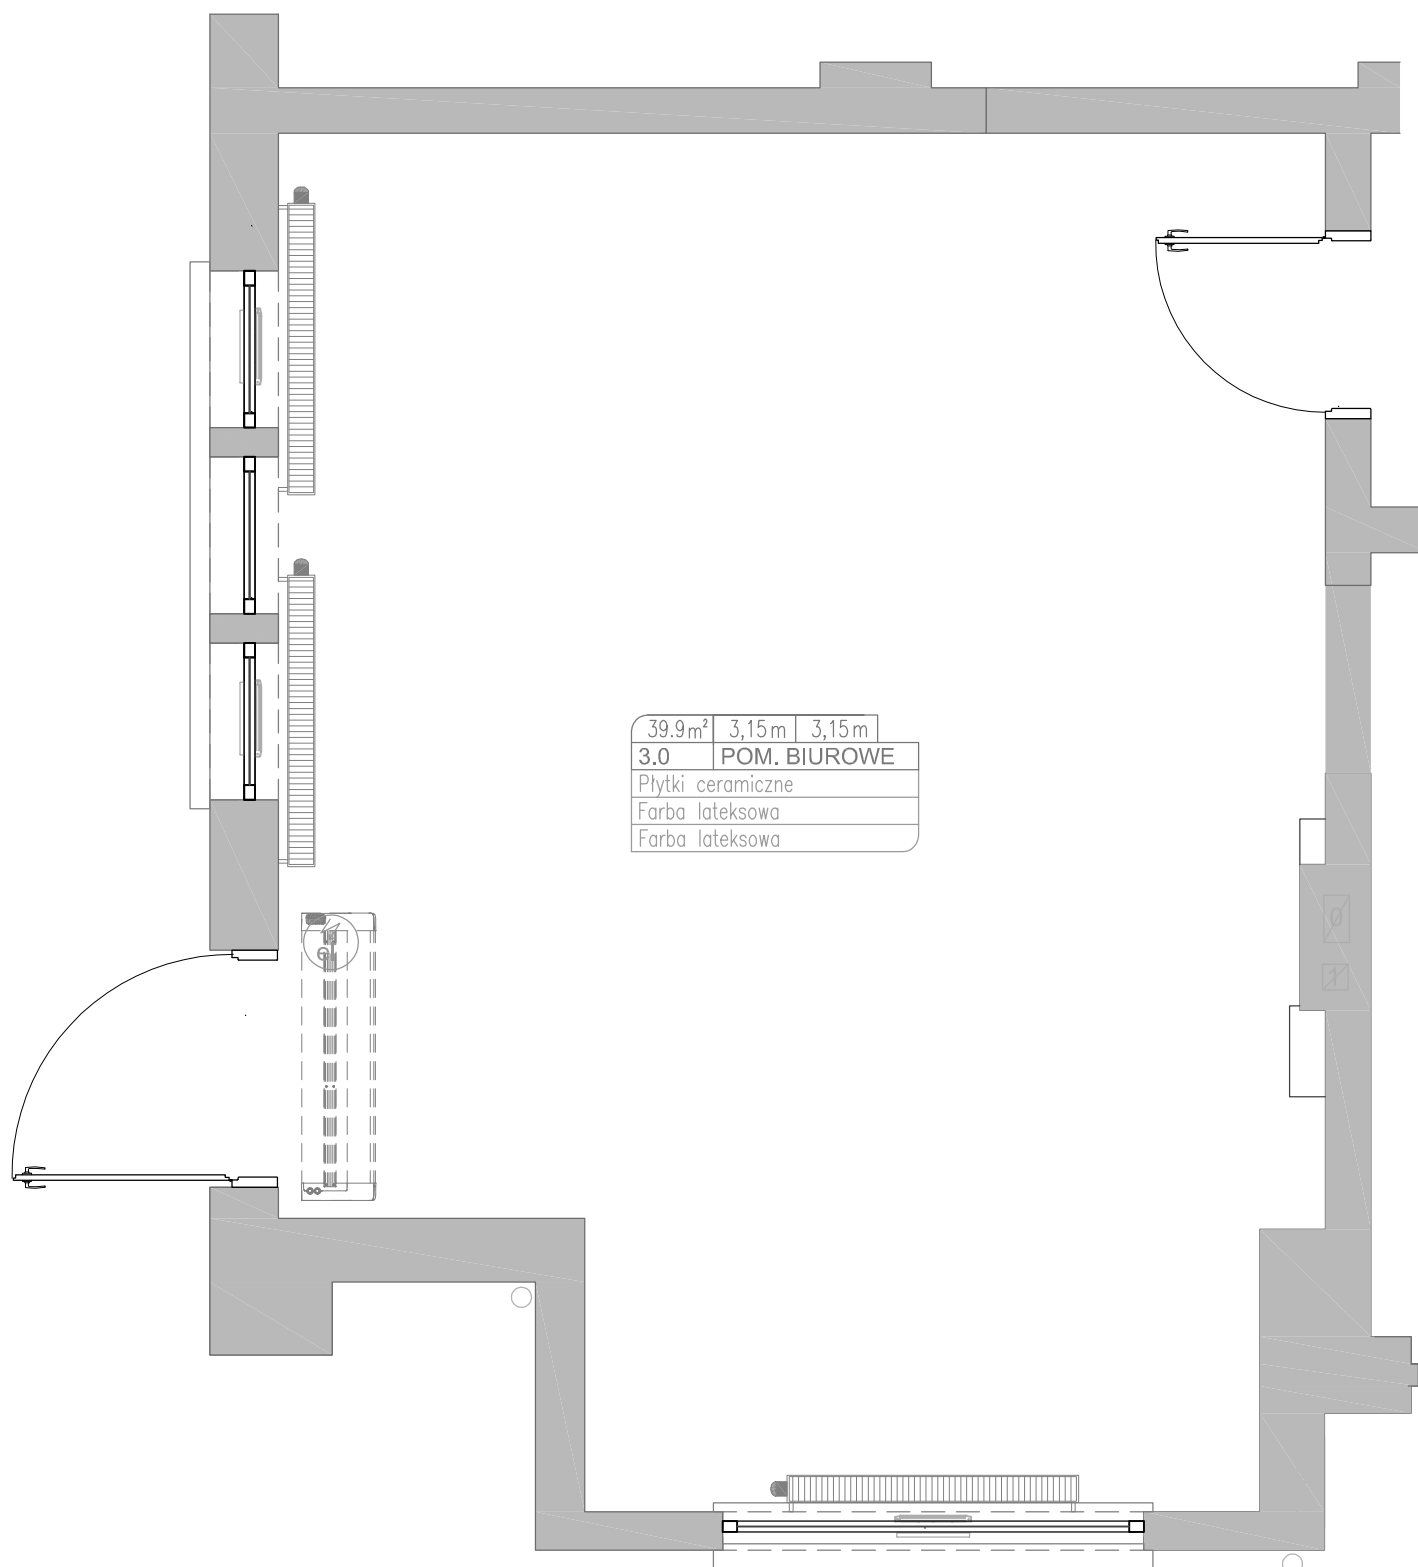 39.9m² 3,15m 3,15m
3.0 POM. BIUROWE
Płytki ceramiczne
Farba lateksowa
Farba lateksowa
0
1